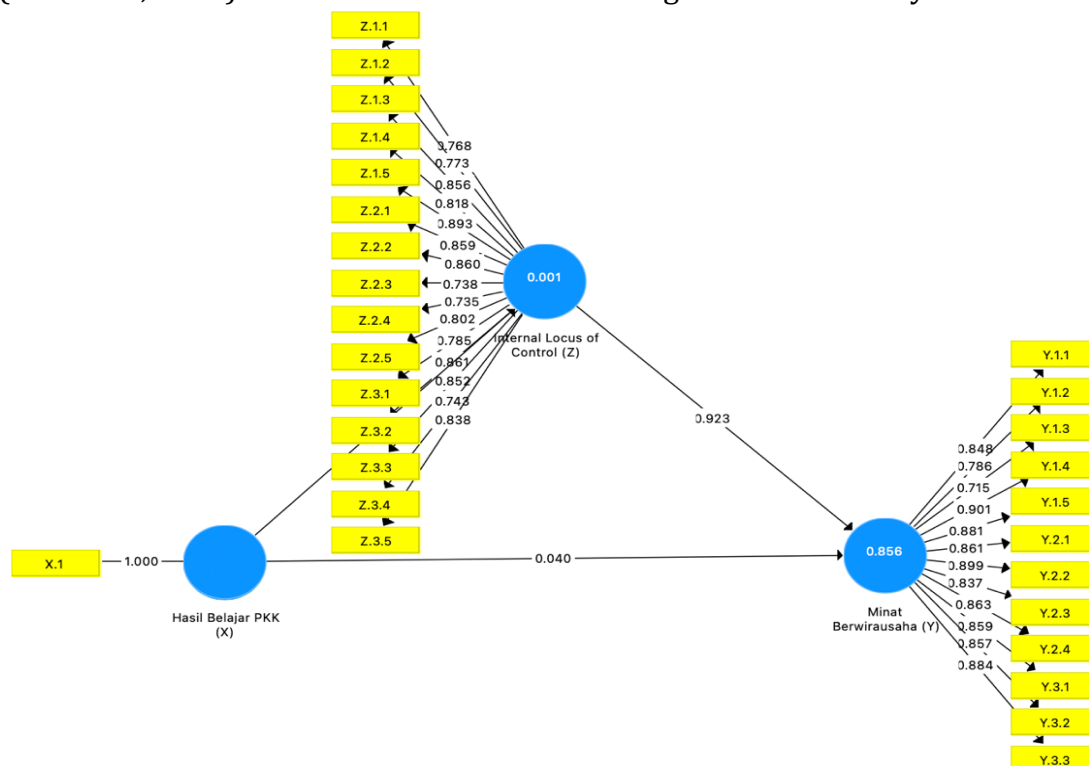 Z.1.1
Z.1.2
Z.1.3
Z.1.4
Z.1.5
Z.2.1
Z.2.2
Z.2.3
Z.2.4
Z.2.5
Z.3.1
Z.3.2
Z.3.3
Z.3.4
Z.3.5
0.768
0.773
0.856
0.818
0.893
0.859
0.860
0.738
0.735
0.802
0.785
0.861
0.852
0.743
0.838
0.001
Internal Locus of
Control (Z)
0.923
X.1
1.000
Hasil Belajar PKK
(X)
0.040
0.856
Minat
Berwirausaha (Y)
0.848
0.786
0.715
0.901
0.881
0.861
0.899
0.837
0.863
0.859
0.857
0.884
Y.1.1
Y.1.2
Y.1.3
Y.1.4
Y.1.5
Y.2.1
Y.2.2
Y.2.3
Y.2.4
Y.3.1
Y.3.2
Y.3.3